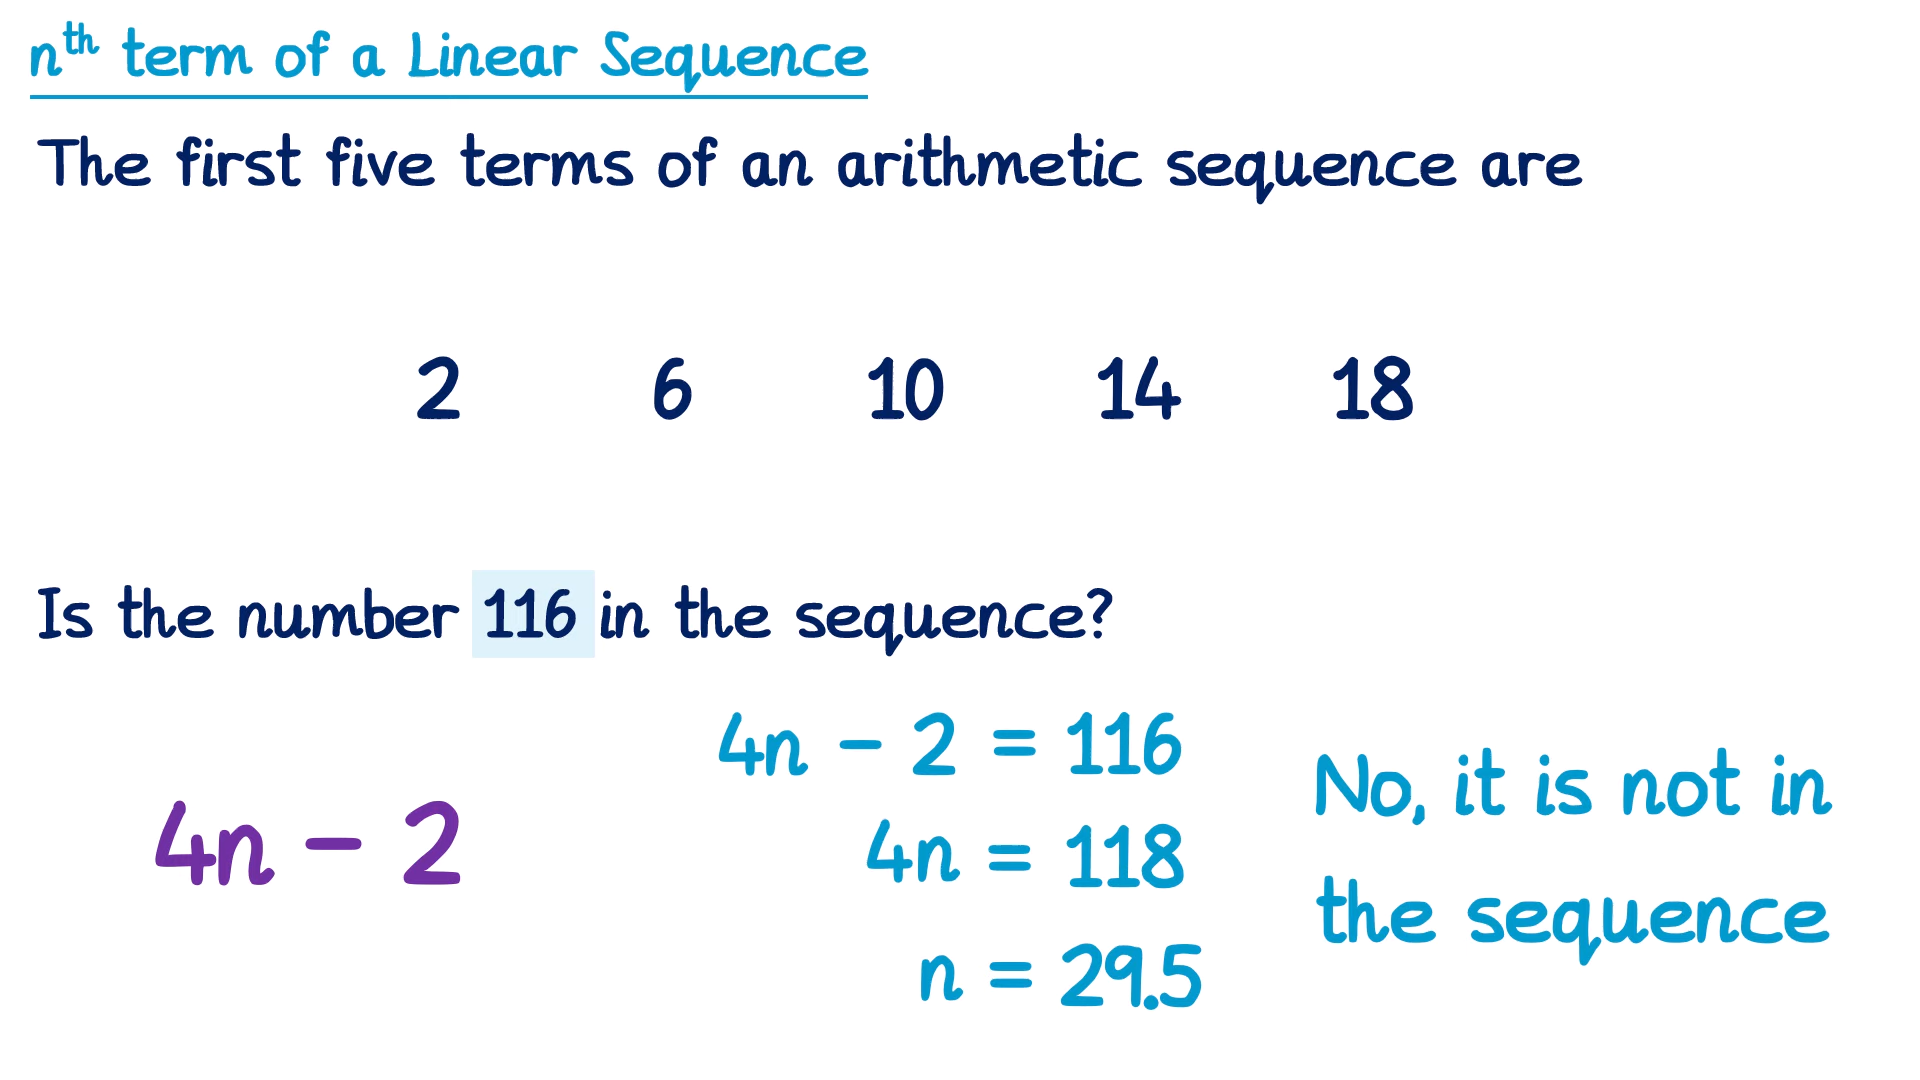 nth term of a Linear Sequence
The first five terms of an arithmetic sequence are
2 6 10 14 18
Is the number 116 in the sequence?
4n − 2
4n − 2 = 116
4n = 118
n = 29.5
No, it is not in
the sequence